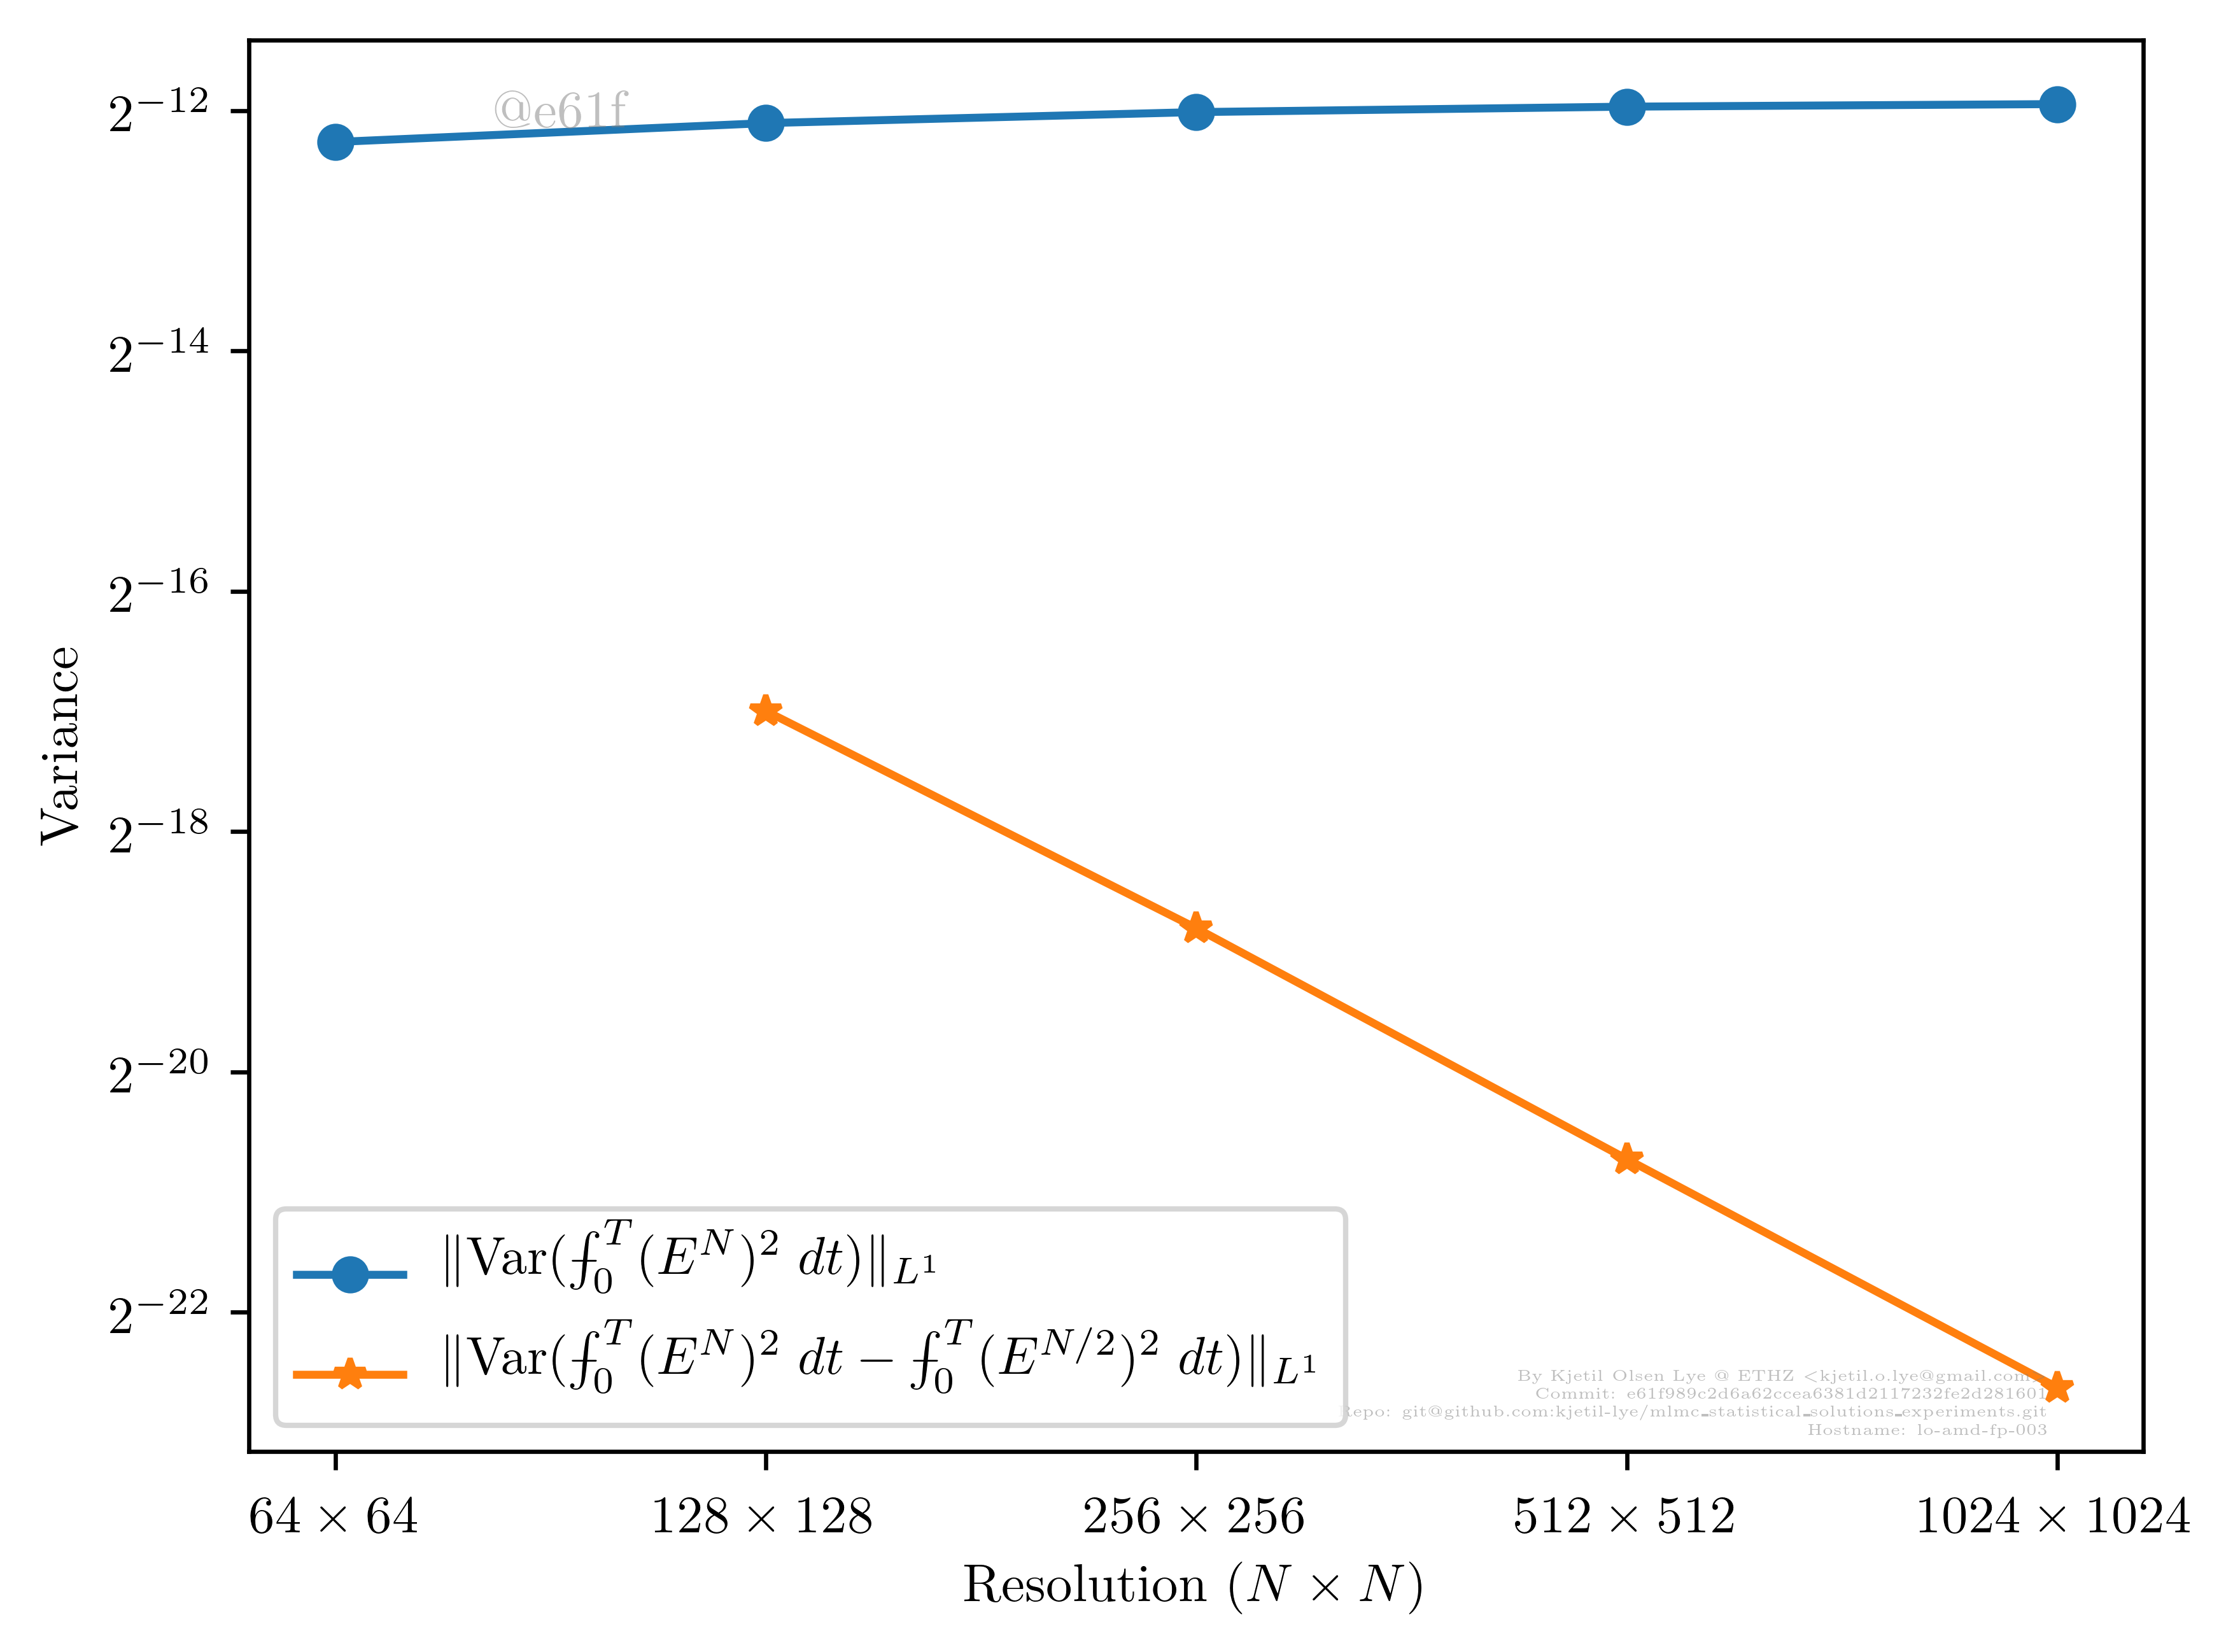 @e61f
2^{-12}
2^{-14}
2^{-16}
2^{-18}
2^{-20}
2^{-22}
Variance
‖Var(⨍_0^T (E^N)^2 dt)‖_{L^1}
‖Var(⨍_0^T (E^N)^2 dt − ⨍_0^T (E^{N/2})^2 dt)‖_{L^1}
By Kjetil Olsen Lye @ ETHZ <kjetil.o.lye@gmail.com
Commit: e61f989c2d6a62ccea6381d2117232fe2d281601
Repo: git@github.com:kjetil-lye/mlmc_statistical_solutions_experiments.git
Hostname: lo-amd-fp-003
64 × 64 128 × 128 256 × 256 512 × 512 1024 × 1024
Resolution (N × N)